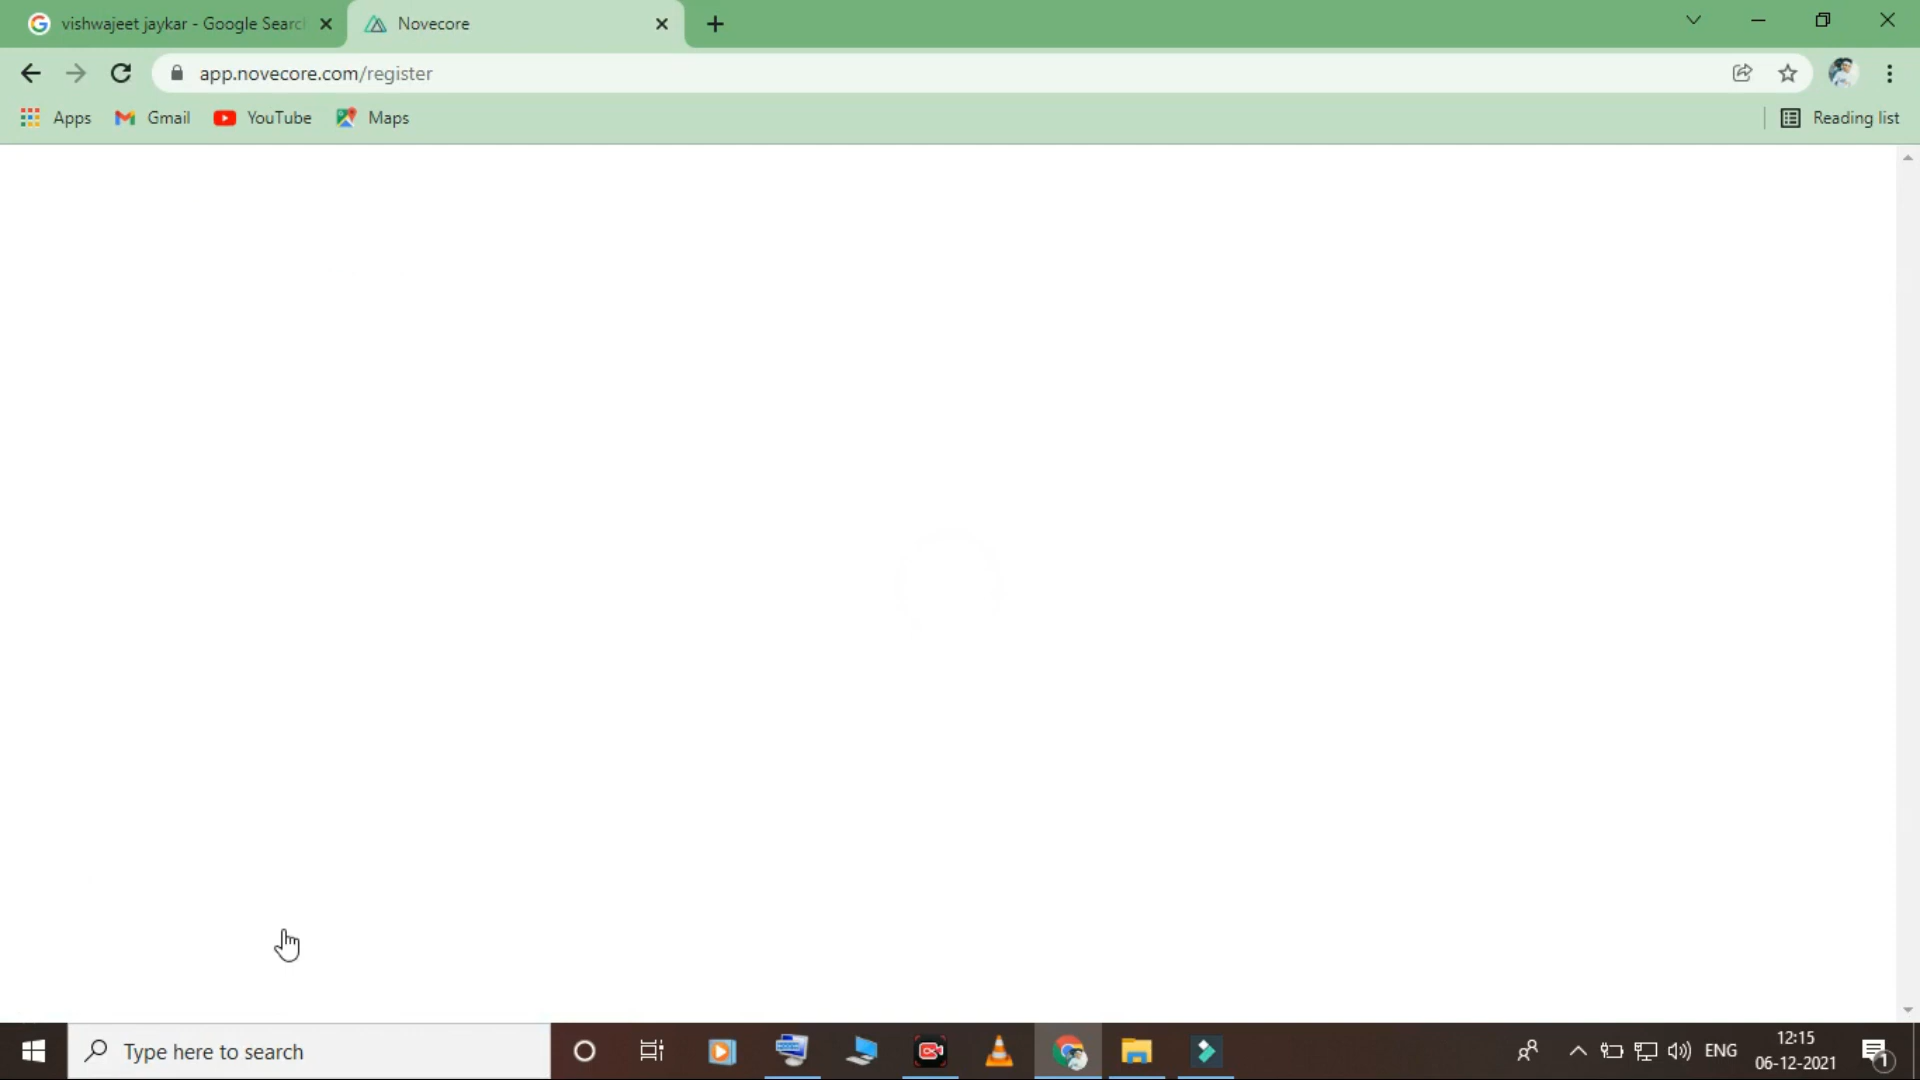 vishwajeet jaykar - Google Searc
Novecore
app.novecore.com/register
Apps
Gmail
YouTube
Maps
Reading list
Type here to search
ENG
12:15
06-12-2021
1